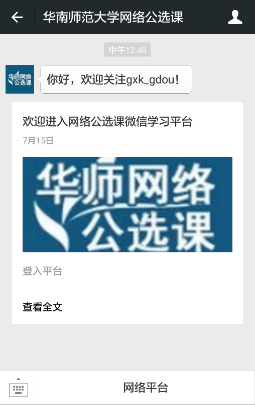 华南师范大学网络公选课
中午12:48
华师网络
公选课
你好，欢迎关注gxk_gdou！
欢迎进入网络公选课微信学习平台
7月15日
华师网络
公选课
登入平台
查看全文
网络平台